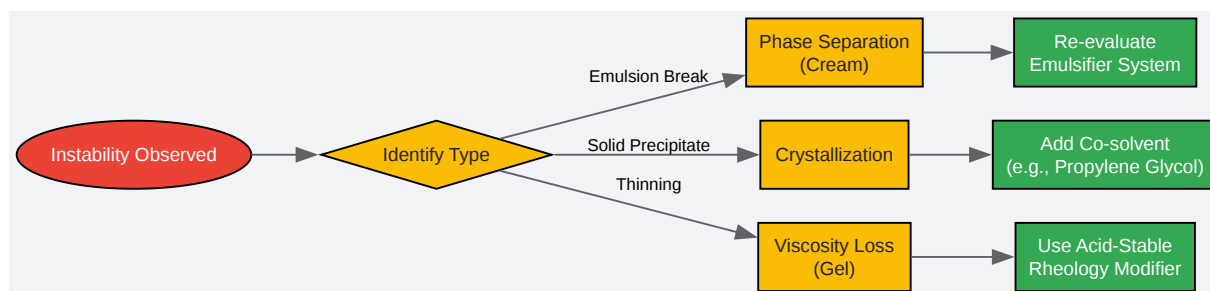 Instability Observed
Identify Type
Emulsion Break
Phase Separation
(Cream)
Re-evaluate
Emulsifier System
Solid Precipitate
Crystallization
Add Co-solvent
(e.g., Propylene Glycol)
Thinning
Viscosity Loss
(Gel)
Use Acid-Stable
Rheology Modifier